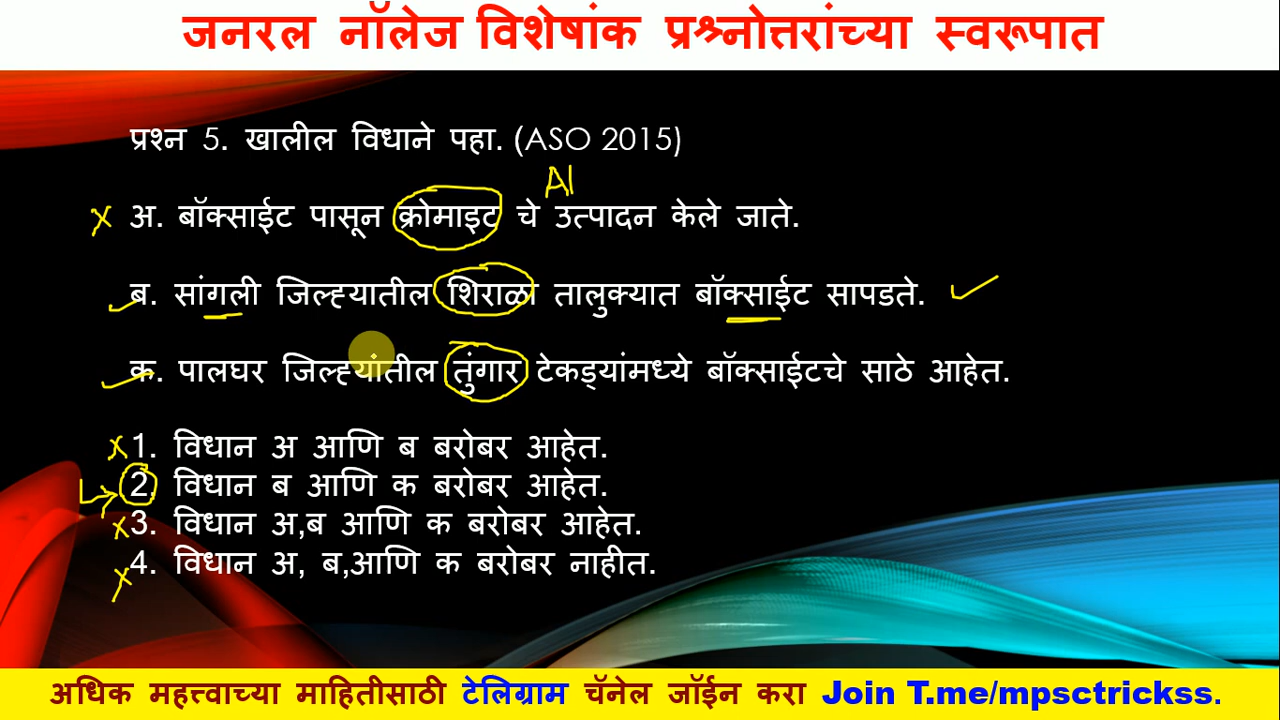 जनरल नॉलेज विशेषांक प्रश्नोत्तरांच्या स्वरूपात
प्रश्न 5. खालील विधाने पहा. (ASO 2015)
Al
x अ. बॉक्साईट पासून क्रोमाइट चे उत्पादन केले जाते.
ब. सांगली जिल्ह्यातील शिराळा तालुक्यात बॉक्साईट सापडते.
क. पालघर जिल्ह्यांतील तुंगार टेकड्यांमध्ये बॉक्साईटचे साठे आहेत.
x 1. विधान अ आणि ब बरोबर आहेत.
2. विधान ब आणि क बरोबर आहेत.
x 3. विधान अ,ब आणि क बरोबर आहेत.
x 4. विधान अ, ब,आणि क बरोबर नाहीत.
अधिक महत्त्वाच्या माहितीसाठी टेलिग्राम चॅनेल जॉईन करा Join T.me/mpsctrickss.